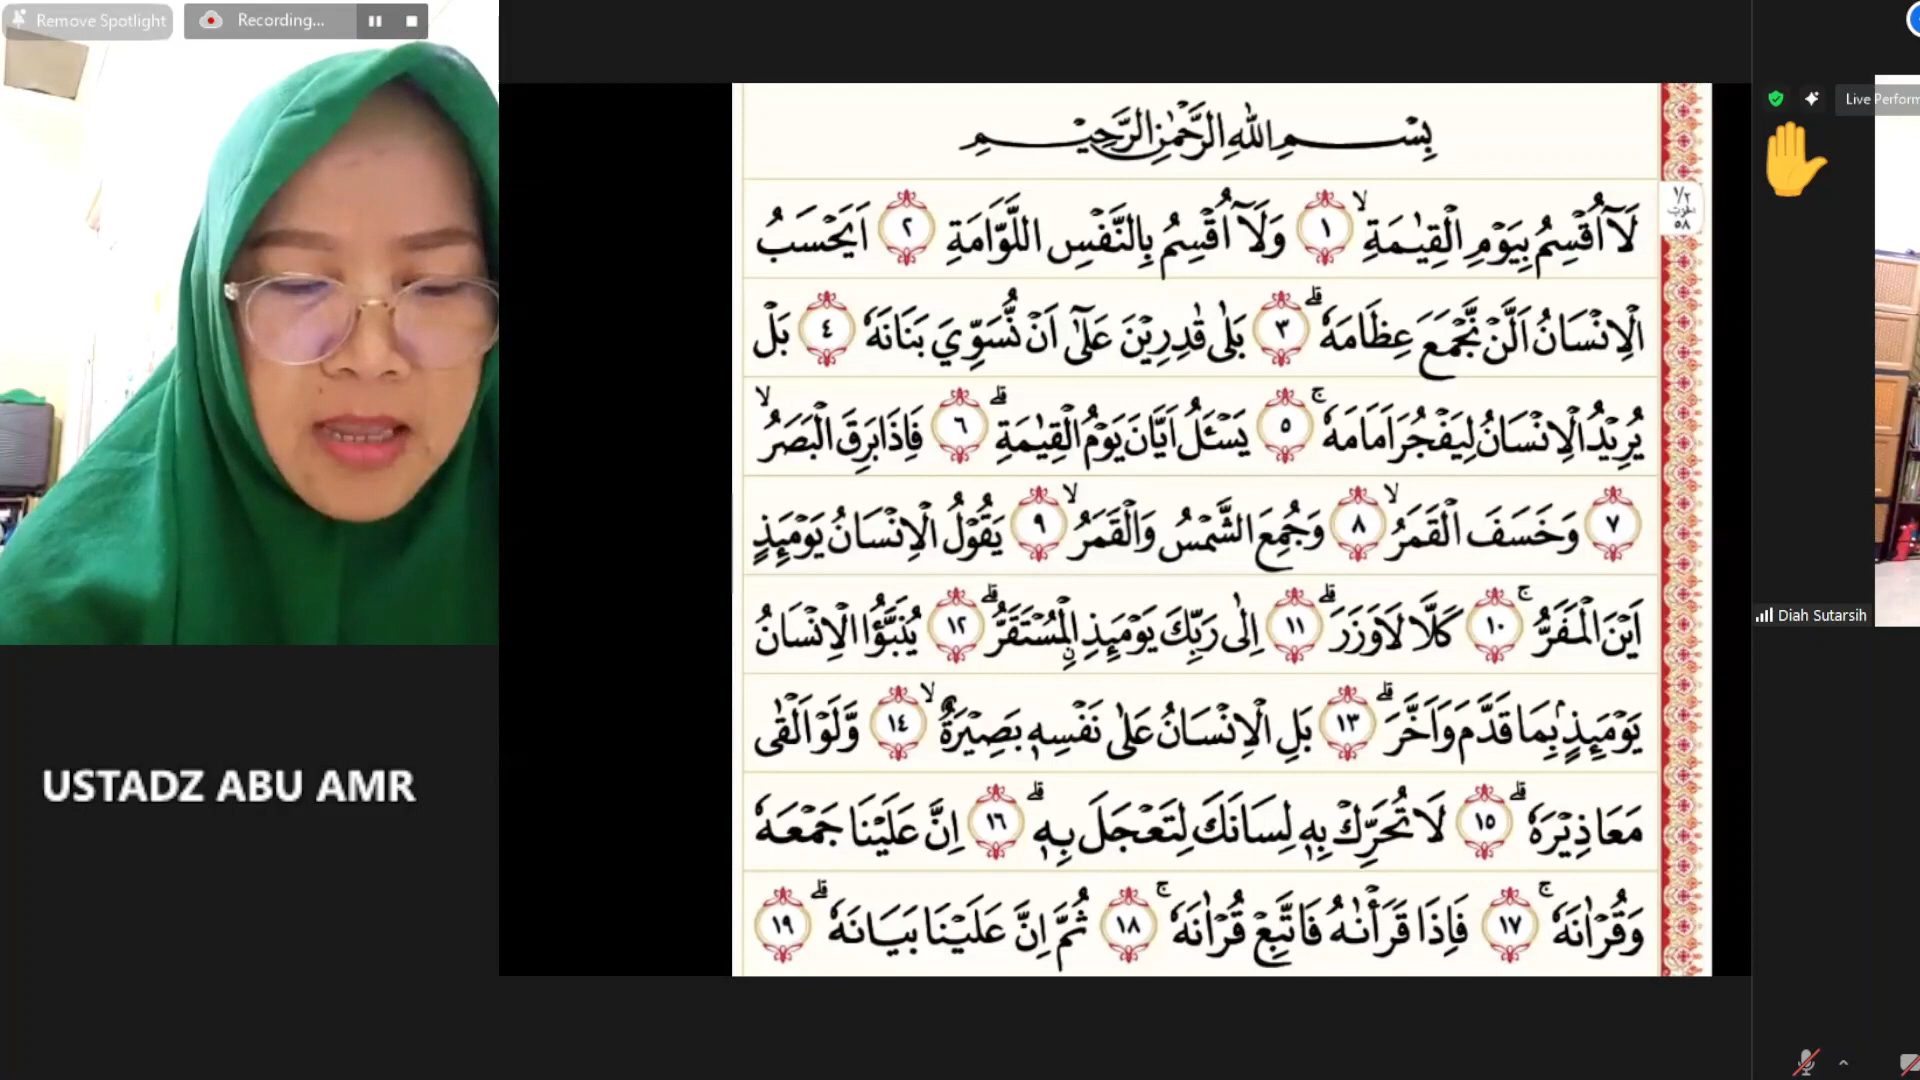 Remove Spotlight
Recording...
بِسْمِ اللّٰهِ الرَّحْمٰنِ الرَّحِيْمِ
لَآ اُقْسِمُ بِيَوْمِ الْقِيٰمَةِۙ ١ وَلَآ اُقْسِمُ بِالنَّفْسِ اللَّوَّامَةِ ٢ اَيَحْسَبُ
الْاِنْسَانُ اَلَّنْ نَّجْمَعَ عِظَامَهٗۗ ٣ بَلٰى قٰدِرِيْنَ عَلٰٓى اَنْ نُّسَوِّيَ بَنَانَهٗ ٤ بَلْ
يُرِيْدُ الْاِنْسَانُ لِيَفْجُرَ اَمَامَهٗۚ ٥ يَسْـَٔلُ اَيَّانَ يَوْمُ الْقِيٰمَةِۗ ٦ فَاِذَا بَرِقَ الْبَصَرُۙ
٧ وَخَسَفَ الْقَمَرُۙ ٨ وَجُمِعَ الشَّمْسُ وَالْقَمَرُۙ ٩ يَقُوْلُ الْاِنْسَانُ يَوْمَىِٕذٍ
اَيْنَ الْمَفَرُّۚ ١٠ كَلَّا لَا وَزَرَۗ ١١ اِلٰى رَبِّكَ يَوْمَىِٕذِ ِۨالْمُسْتَقَرُّۗ ١٢ يُنَبَّؤُا الْاِنْسَانُ
يَوْمَىِٕذٍۢ بِمَا قَدَّمَ وَاَخَّرَۗ ١٣ بَلِ الْاِنْسَانُ عَلٰى نَفْسِهٖ بَصِيْرَةٌۙ ١٤ وَّلَوْ اَلْقٰى
مَعَاذِيْرَهٗۗ ١٥ لَا تُحَرِّكْ بِهٖ لِسَانَكَ لِتَعْجَلَ بِهٖۗ ١٦ اِنَّ عَلَيْنَا جَمْعَهٗ
وَقُرْاٰنَهٗۚ ١٧ فَاِذَا قَرَأْنٰهُ فَاتَّبِعْ قُرْاٰنَهٗۚ ١٨ ثُمَّ اِنَّ عَلَيْنَا بَيَانَهٗۗ ١٩
USTADZ ABU AMR
Live Perform
Diah Sutarsih